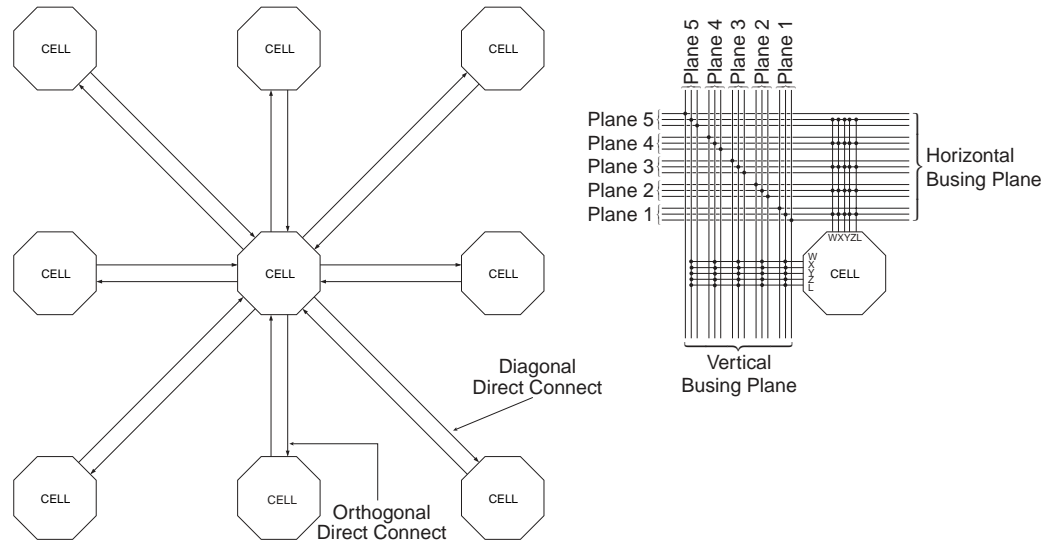 CELL
CELL
CELL
CELL
CELL
CELL
Diagonal
Direct Connect
CELL
CELL
CELL
Orthogonal
Direct Connect
Plane 5
Plane 4
Plane 3
Plane 2
Plane 1
Plane 5
Plane 4
Plane 3
Plane 2
Plane 1
Horizontal
Busing Plane
WXYZL
W
X
Y
Z
L
CELL
Vertical
Busing Plane